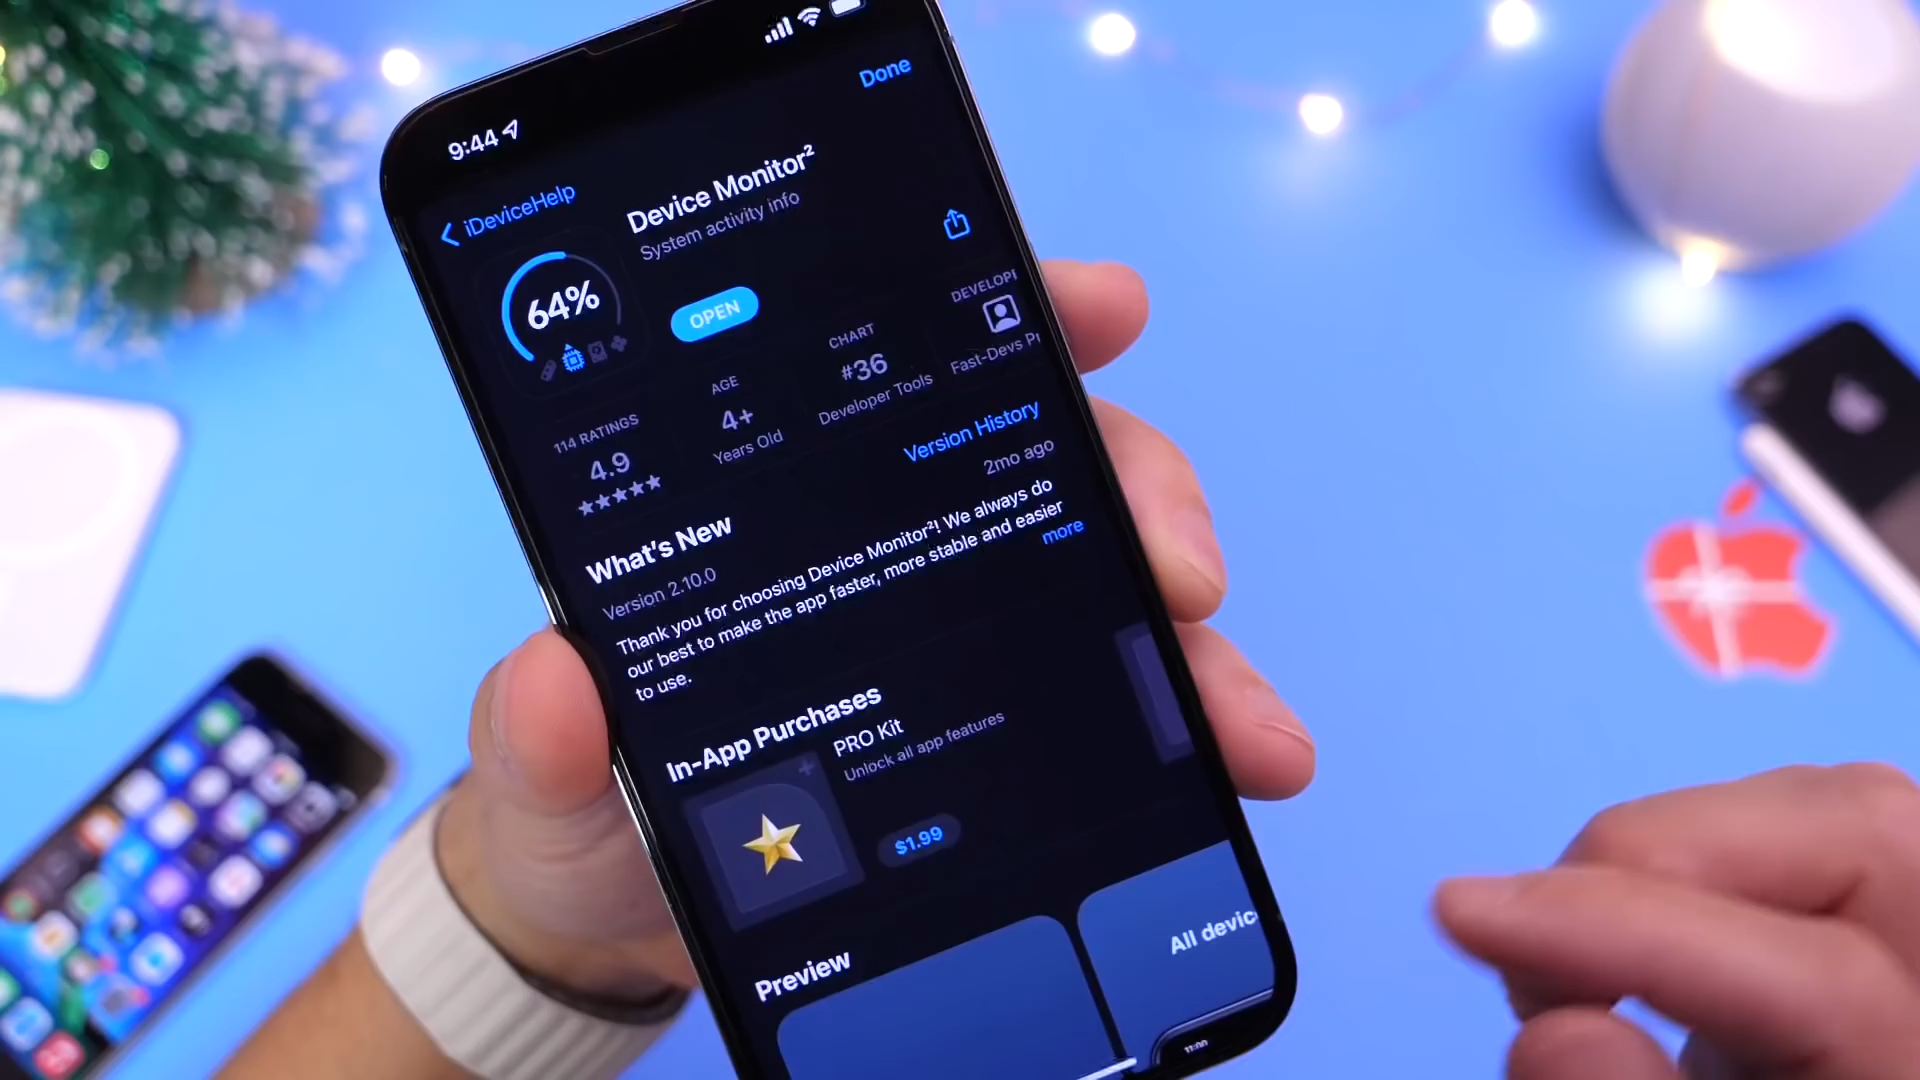 9:44
Done
iDeviceHelp
64%
Device Monitor²
System activity info
OPEN
114 RATINGS
4.9
AGE
4+
Years Old
CHART
#36
Developer Tools
DEVELOP
Fast-Devs P
What's New
Version History
Version 2.10.0
2mo ago
Thank you for choosing Device Monitor²! We always do
our best to make the app faster, more stable and easier
to use.
more
In-App Purchases
PRO Kit
Unlock all app features
$1.99
Preview
All devic
11:00